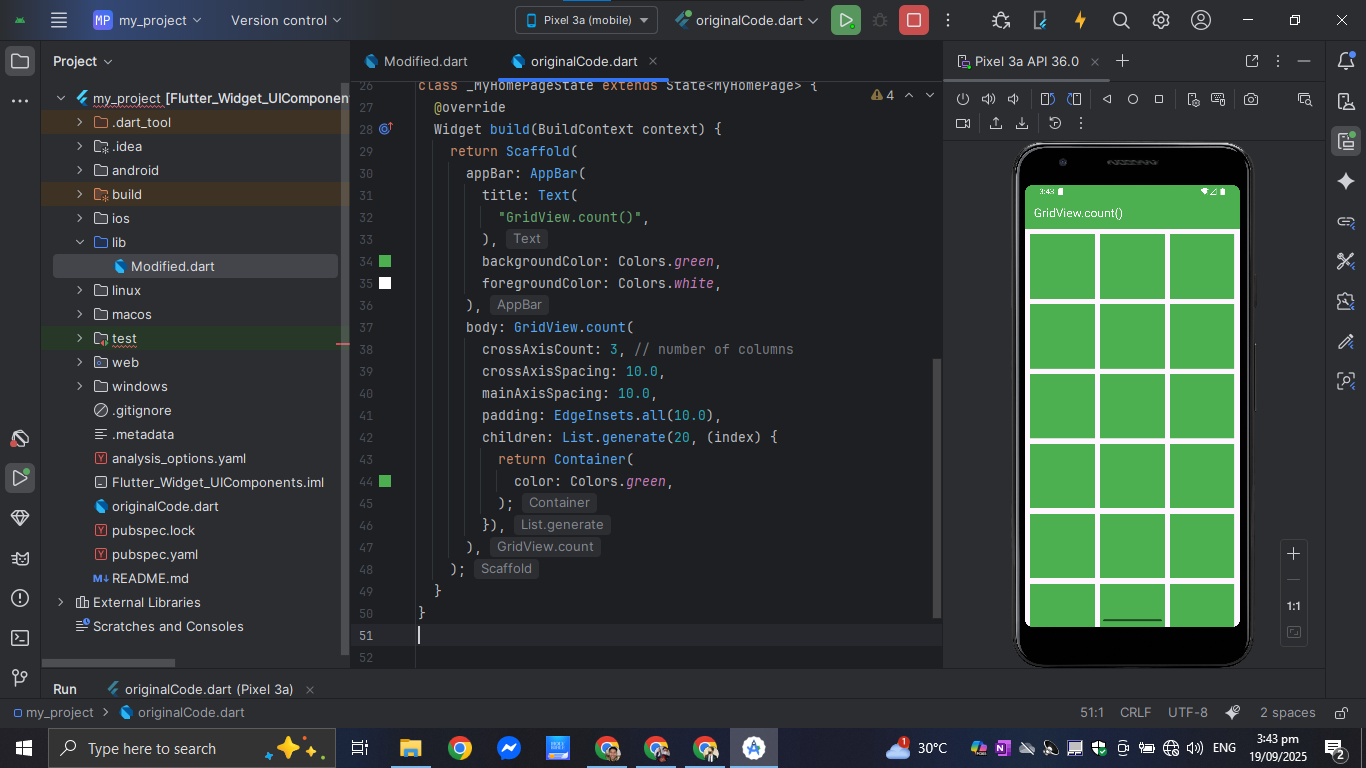 MP my_project Version control Pixel 3a (mobile) originalCode.dart
Project
my_project [Flutter_Widget_UIComponen
.dart_tool
.idea
android
build
ios
lib
Modified.dart
linux
macos
test
web
windows
.gitignore
.metadata
analysis_options.yaml
Flutter_Widget_UIComponents.iml
originalCode.dart
pubspec.lock
pubspec.yaml
M↓ README.md
External Libraries
Scratches and Consoles
Modified.dart originalCode.dart
4
26 class _MyHomePageState extends State<MyHomePage> {
27 @override
28 Widget build(BuildContext context) {
29 return Scaffold(
30 appBar: AppBar(
31 title: Text(
32 "GridView.count()",
33 ), Text
34 backgroundColor: Colors.green,
35 foregroundColor: Colors.white,
36 ), AppBar
37 body: GridView.count(
38 crossAxisCount: 3, // number of columns
39 crossAxisSpacing: 10.0,
40 mainAxisSpacing: 10.0,
41 padding: EdgeInsets.all(10.0),
42 children: List.generate(20, (index) {
43 return Container(
44 color: Colors.green,
45 ); Container
46 }), List.generate
47 ), GridView.count
48 ); Scaffold
49 }
50 }
51
52
Pixel 3a API 36.0
3:43
GridView.count()
1:1
Run originalCode.dart (Pixel 3a)
my_project originalCode.dart
51:1 CRLF UTF-8 2 spaces
Type here to search
1
30°C
ENG
3:43 pm
19/09/2025
2